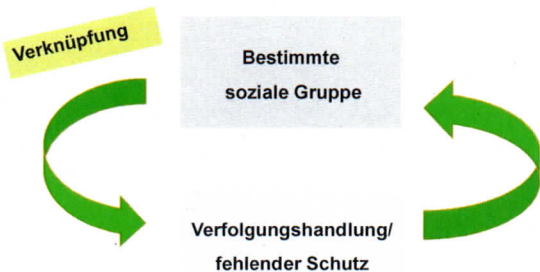 Verknüpfung
Bestimmte
soziale Gruppe
Verfolgungshandlung/
fehlender Schutz